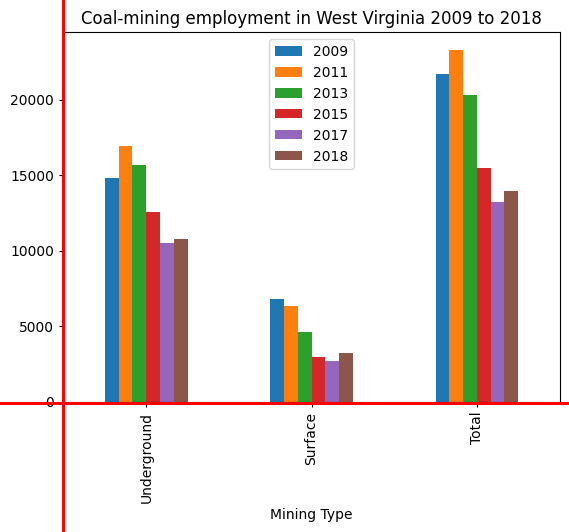 Coal-mining employment in West Virginia 2009 to 2018
2009
2011
2013
2015
2017
2018
20000
15000
10000
5000
0
Underground
Surface
Total
Mining Type